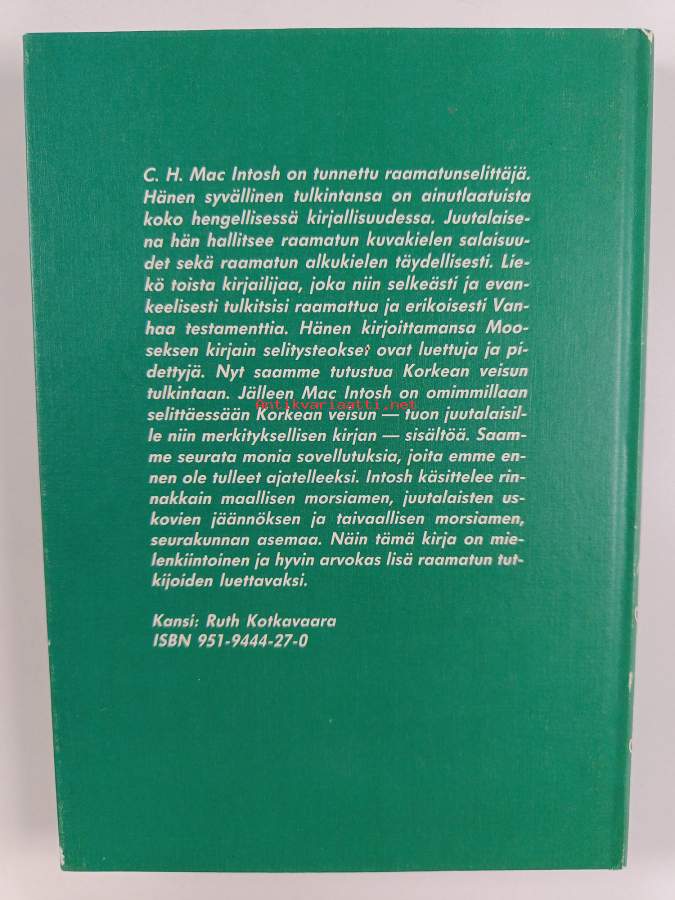 C. H. Mac Intosh on tunnettu raamatunselittäjä.
Hänen syvällinen tulkintansa on ainutlaatuista
koko hengellisessä kirjallisuudessa. Juutalaise-
na hän hallitsee raamatun kuvakielen salaisuu-
det sekä raamatun alkukielen täydellisesti. Lie-
kö toista kirjailijaa, joka niin selkeästi ja evan-
keelisesti tulkitsisi raamattua ja erikoisesti Van-
haa testamenttia. Hänen kirjoittamansa Moo-
seksen kirjain selitysteokset ovat luettuja ja pi-
dettyjä. Nyt saamme tutustua Korkean veisun
tulkintaan. Jälleen Mac Intosh on omimmillaan
Antikvariaatti.net
selittäessään Korkean veisun — tuon juutalaisil-
le niin merkityksellisen kirjan — sisältöä. Saam-
me seurata monia sovellutuksia, joita emme en-
nen ole tulleet ajatelleeksi. Intosh käsittelee rin-
nakkain maallisen morsiamen, juutalaisten us-
kovien jäännöksen ja taivaallisen morsiamen,
seurakunnan asemaa. Näin tämä kirja on mie-
lenkiintoinen ja hyvin arvokas lisä raamatun tut-
kijoiden luettavaksi.
Kansi: Ruth Kotkavaara
ISBN 951-9444-27-0